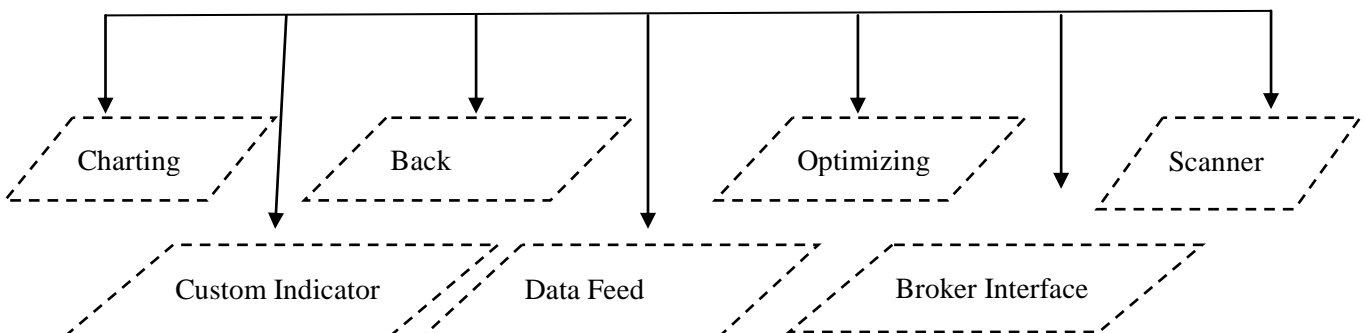 Charting
Back
Optimizing
Scanner
Custom Indicator
Data Feed
Broker Interface